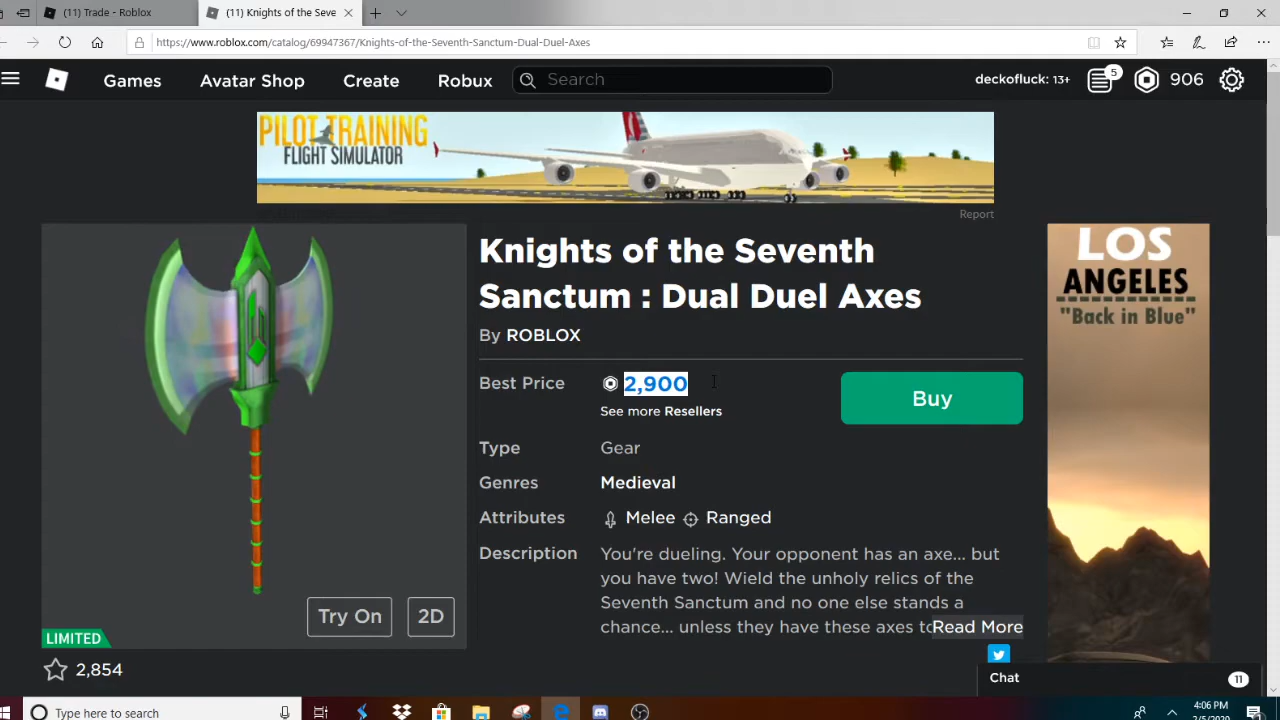 (11) Trade - Roblox
(11) Knights of the Seve
https://www.roblox.com/catalog/69947367/Knights-of-the-Seventh-Sanctum-Dual-Duel-Axes
Games
Avatar Shop
Create
Robux
Search
deckofluck: 13+
5
906
PILOT TRAINING
FLIGHT SIMULATOR
Report
Knights of the Seventh
Sanctum : Dual Duel Axes
By ROBLOX
Best Price
2,900
See more Resellers
Buy
Type
Gear
Genres
Medieval
Attributes
Melee
Ranged
Description
You're dueling. Your opponent has an axe... but
you have two! Wield the unholy relics of the
Seventh Sanctum and no one else stands a
chance... unless they have these axes to
Read More
Try On
2D
LIMITED
2,854
LOS
ANGELES
"Back in Blue"
Chat
11
Type here to search
4:06 PM
2/5/2020